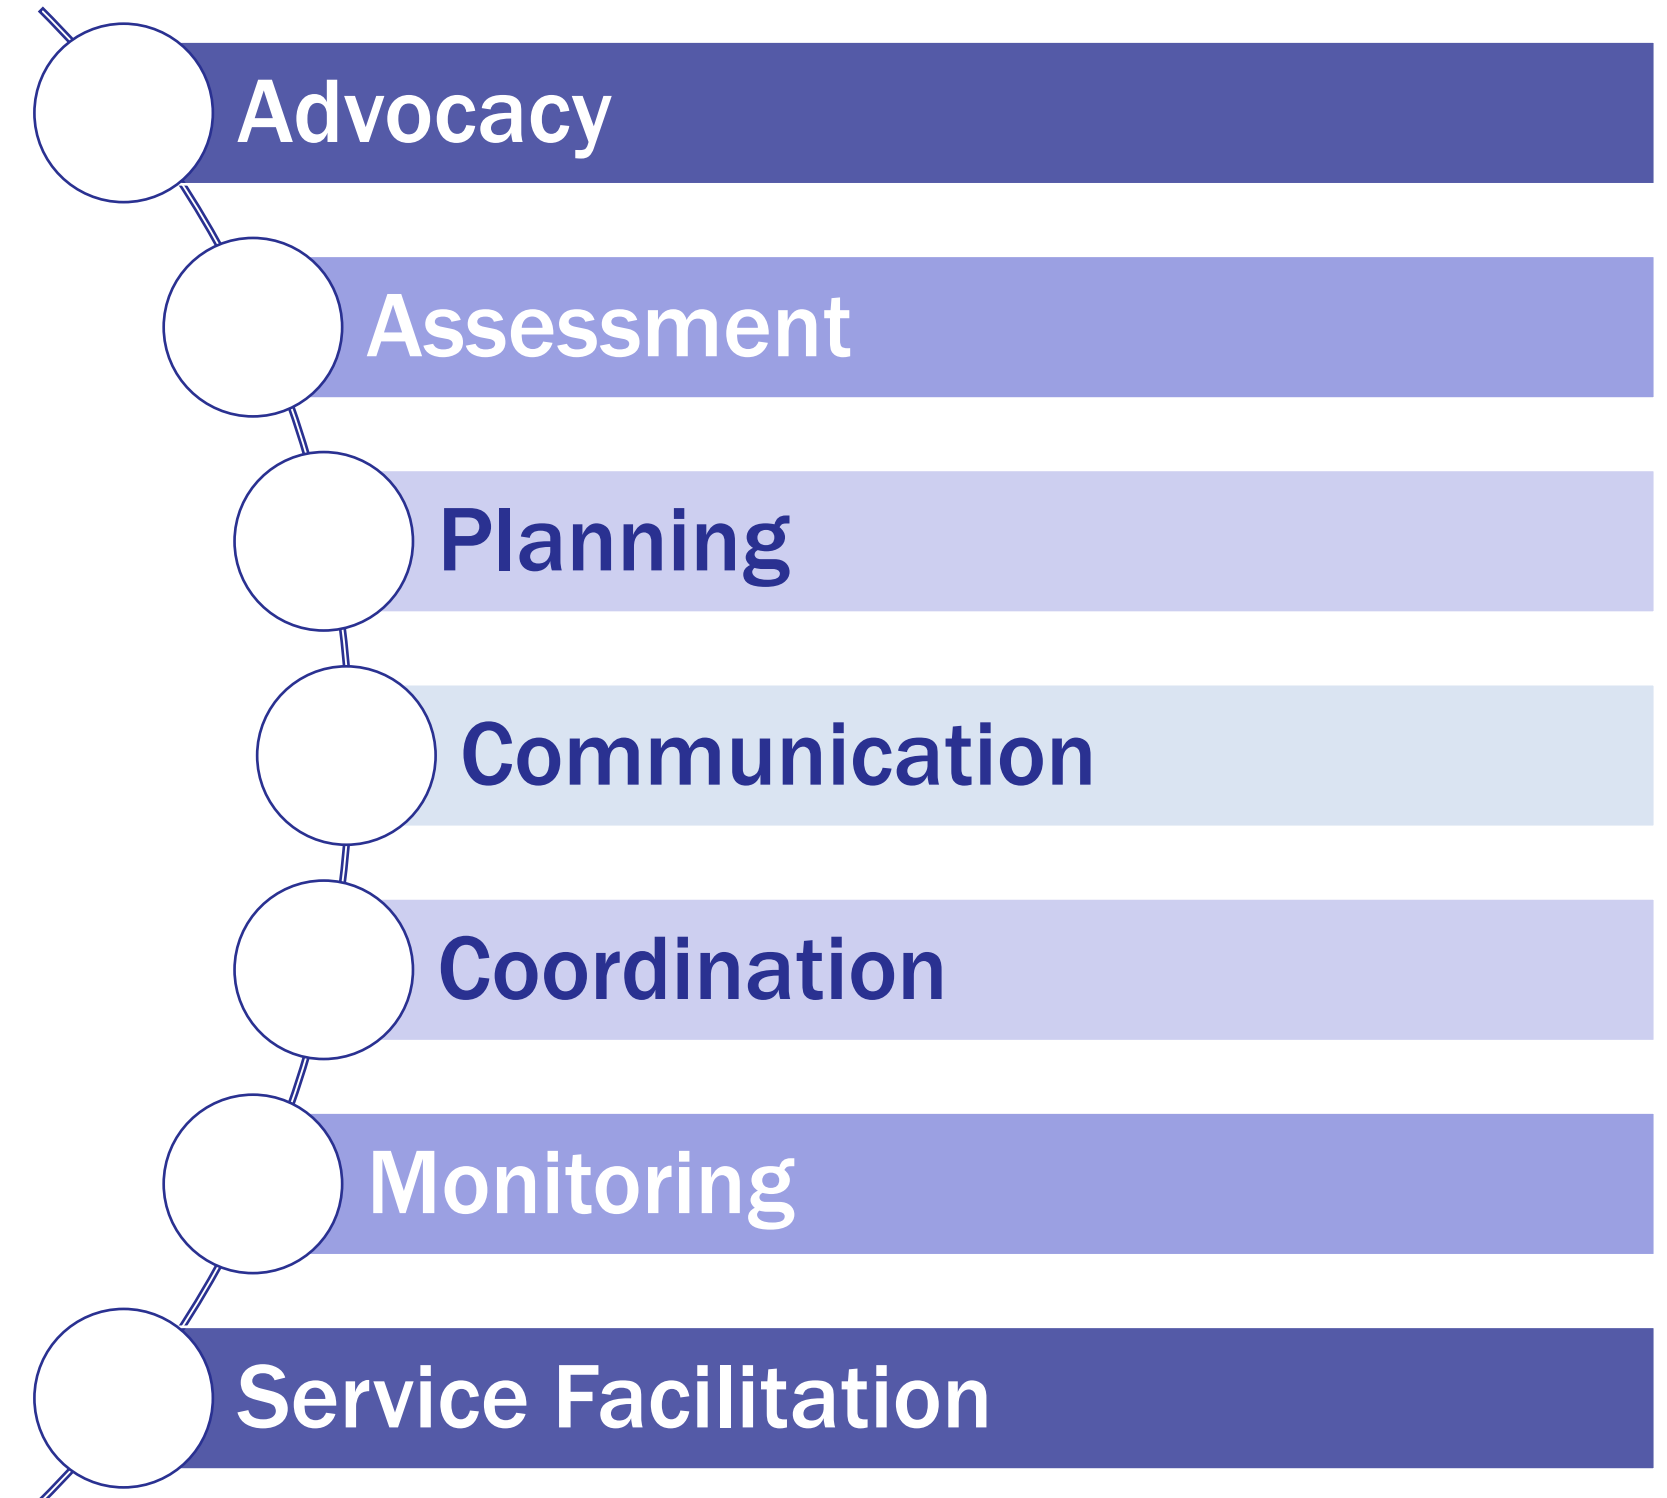 Advocacy
Assessment
Planning
Communication
Coordination
Monitoring
Service Facilitation